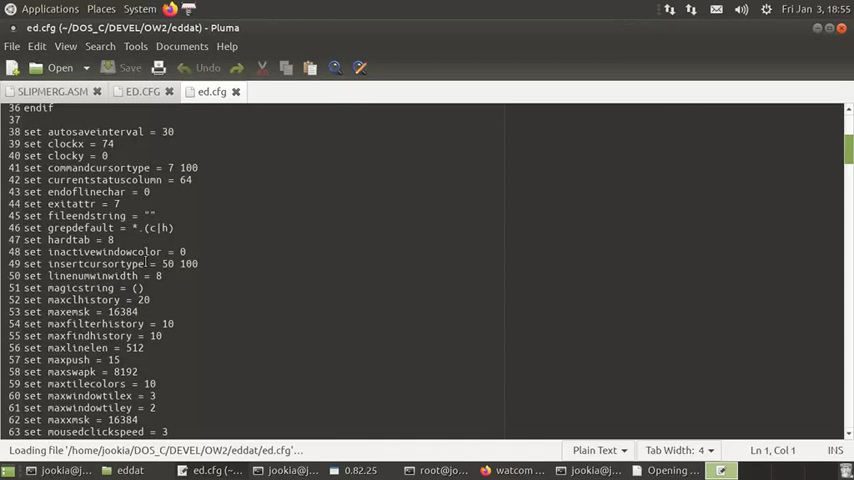 Applications Places System Fri Jan 3, 18:55
ed.cfg (~/DOS_C/DEVEL/OW2/eddat) - Pluma
File Edit View Search Tools Documents Help
Open Save Undo
SLIPMERG.ASM ED.CFG ed.cfg
36 endif
37
38 set autosaveinterval = 30
39 set clockx = 74
40 set clocky = 0
41 set commandcursortype = 7 100
42 set currentstatuscolumn = 64
43 set endoflinechar = 0
44 set exitattr = 7
45 set fileendstring = ""
46 set grepdefault = *.(c|h)
47 set hardtab = 8
48 set inactivewindowcolor = 0
49 set insertcursortype = 50 100
50 set linenumwinwidth = 8
51 set magicstring = ()
52 set maxclhistory = 20
53 set maxemsk = 16384
54 set maxfilterhistory = 10
55 set maxfindhistory = 10
56 set maxlinelen = 512
57 set maxpush = 15
58 set maxswapk = 8192
59 set maxtilecolors = 10
60 set maxwindowtilex = 3
61 set maxwindowtiley = 2
62 set maxxmsk = 16384
63 set mousedclickspeed = 3
Loading file '/home/jookia/DOS_C/DEVEL/OW2/eddat/ed.cfg'... Plain Text Tab Width: 4 Ln 1, Col 1 INS
jookia@j... eddat ed.cfg (~... jookia@j... 0.82.25 root@jo... watcom ... jookia@j... Opening ...